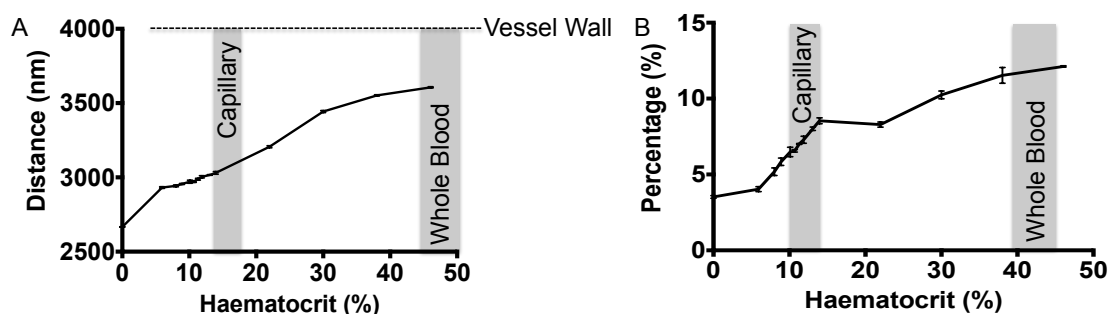 A
B
Vessel Wall
Distance (nm)
4000
3500
3000
2500
Capillary
Whole Blood
0
10
20
30
40
50
Haematocrit (%)
Percentage (%)
15
10
5
0
Capillary
Whole Blood
0
10
20
30
40
50
Haematocrit (%)